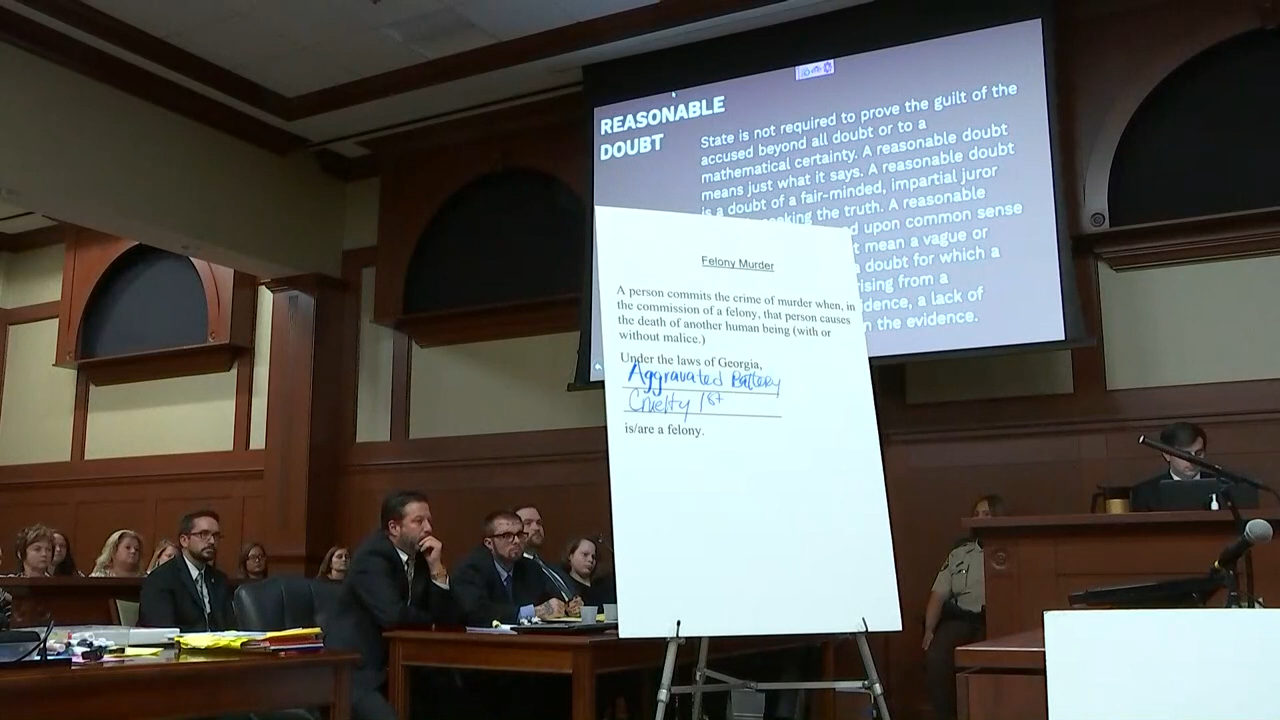 REASONABLE
DOUBT
State is not required to prove the guilt of the
accused beyond all doubt or to a
mathematical certainty. A reasonable doubt
means just what it says. A reasonable doubt
is a doubt of a fair-minded, impartial juror
the truth. A reasonable
upon common sense
mean a vague or
doubt for which a
from a
a lack of
the evidence.
Felony Murder
A person commits the crime of murder when, in
the commission of a felony, that person causes
the death of another human being (with or
without malice.)
Under the laws of Georgia,
Aggravated Battery
Cruelty 1st
is/are a felony.